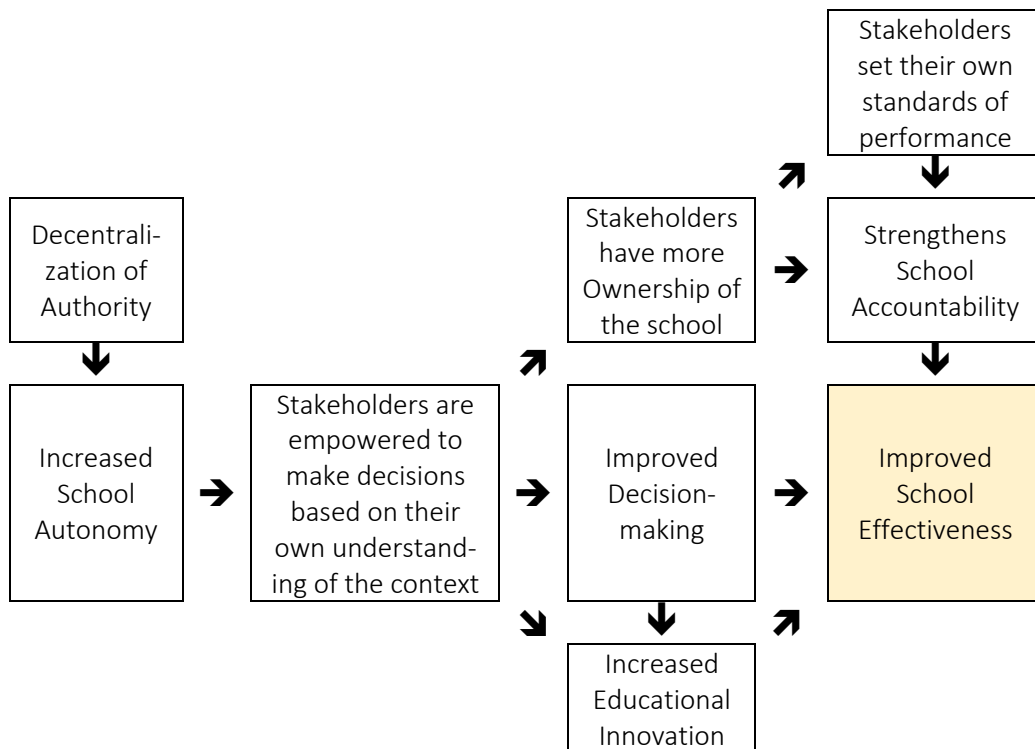 Stakeholders
set their own
standards of
performance
Decentrali-
zation of
Authority
Stakeholders
have more
Ownership of
the school
Strengthens
School
Accountability
Increased
School
Autonomy
Stakeholders are
empowered to
make decisions
based on their
own understand-
ing of the context
Improved
Decision-
making
Improved
School
Effectiveness
Increased
Educational
Innovation